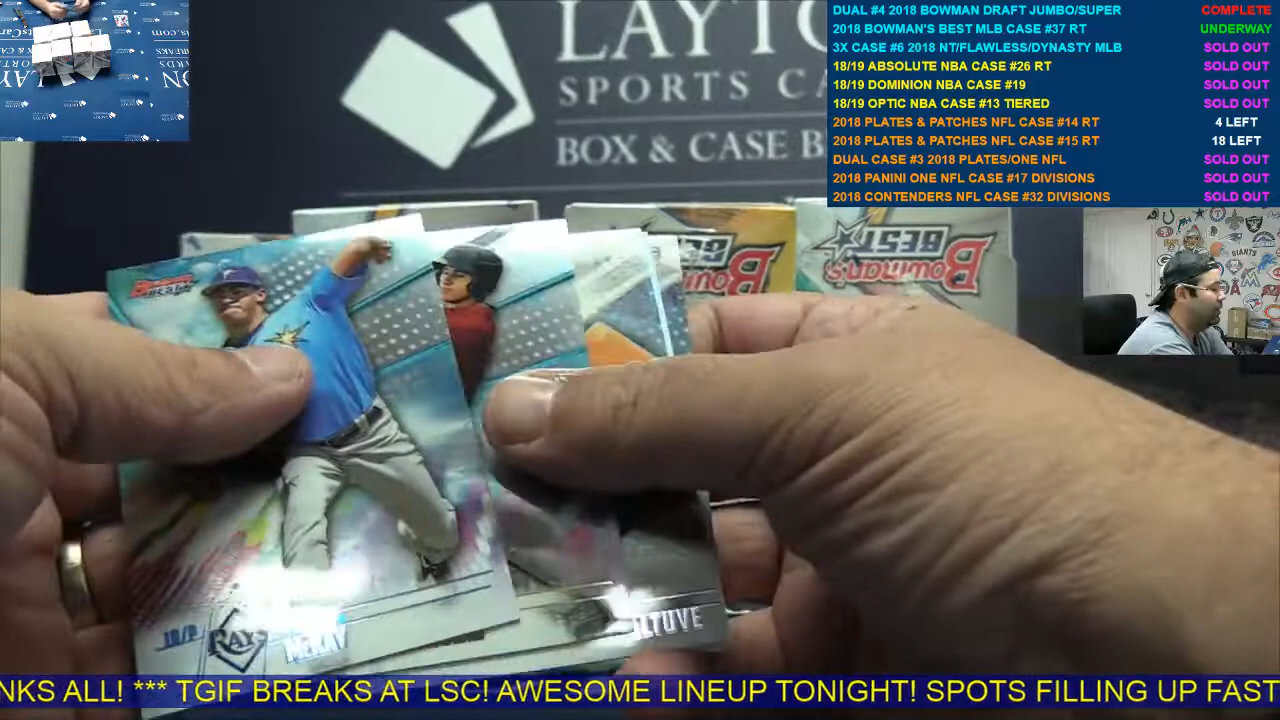 LAYTO
SPORTS CA
BOX & CASE B
DUAL #4 2018 BOWMAN DRAFT JUMBO/SUPER COMPLETE
2018 BOWMAN'S BEST MLB CASE #37 RT UNDERWAY
3X CASE #6 2018 NT/FLAWLESS/DYNASTY MLB SOLD OUT
18/19 ABSOLUTE NBA CASE #26 RT SOLD OUT
18/19 DOMINION NBA CASE #19 SOLD OUT
18/19 OPTIC NBA CASE #13 TIERED SOLD OUT
2018 PLATES & PATCHES NFL CASE #14 RT 4 LEFT
2018 PLATES & PATCHES NFL CASE #15 RT 18 LEFT
DUAL CASE #3 2018 PLATES/ONE NFL SOLD OUT
2018 PANINI ONE NFL CASE #17 DIVISIONS SOLD OUT
2018 CONTENDERS NFL CASE #32 DIVISIONS SOLD OUT
GIANTS
Bowman's BEST
Bowman's BEST
BEST
RAYS
McKAY
LTUVE
NKS ALL! *** TGIF BREAKS AT LSC! AWESOME LINEUP TONIGHT! SPOTS FILLING UP FAST